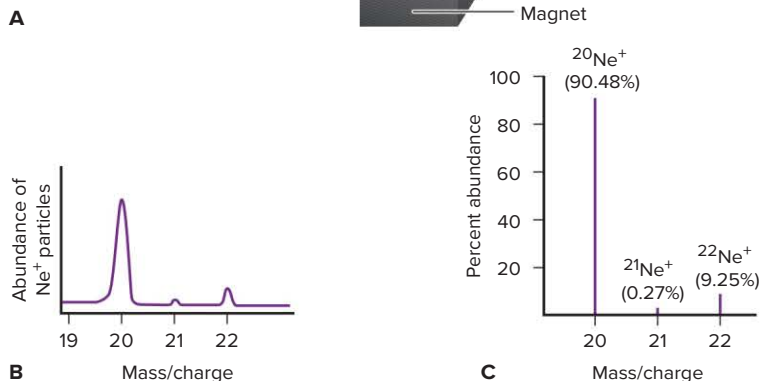 A
Magnet
Abundance of
Ne⁺ particles
19 20 21 22
B Mass/charge
²⁰Ne⁺
(90.48%)
100
80
60
40
20
Percent abundance
²¹Ne⁺
(0.27%)
²²Ne⁺
(9.25%)
20 21 22
C Mass/charge